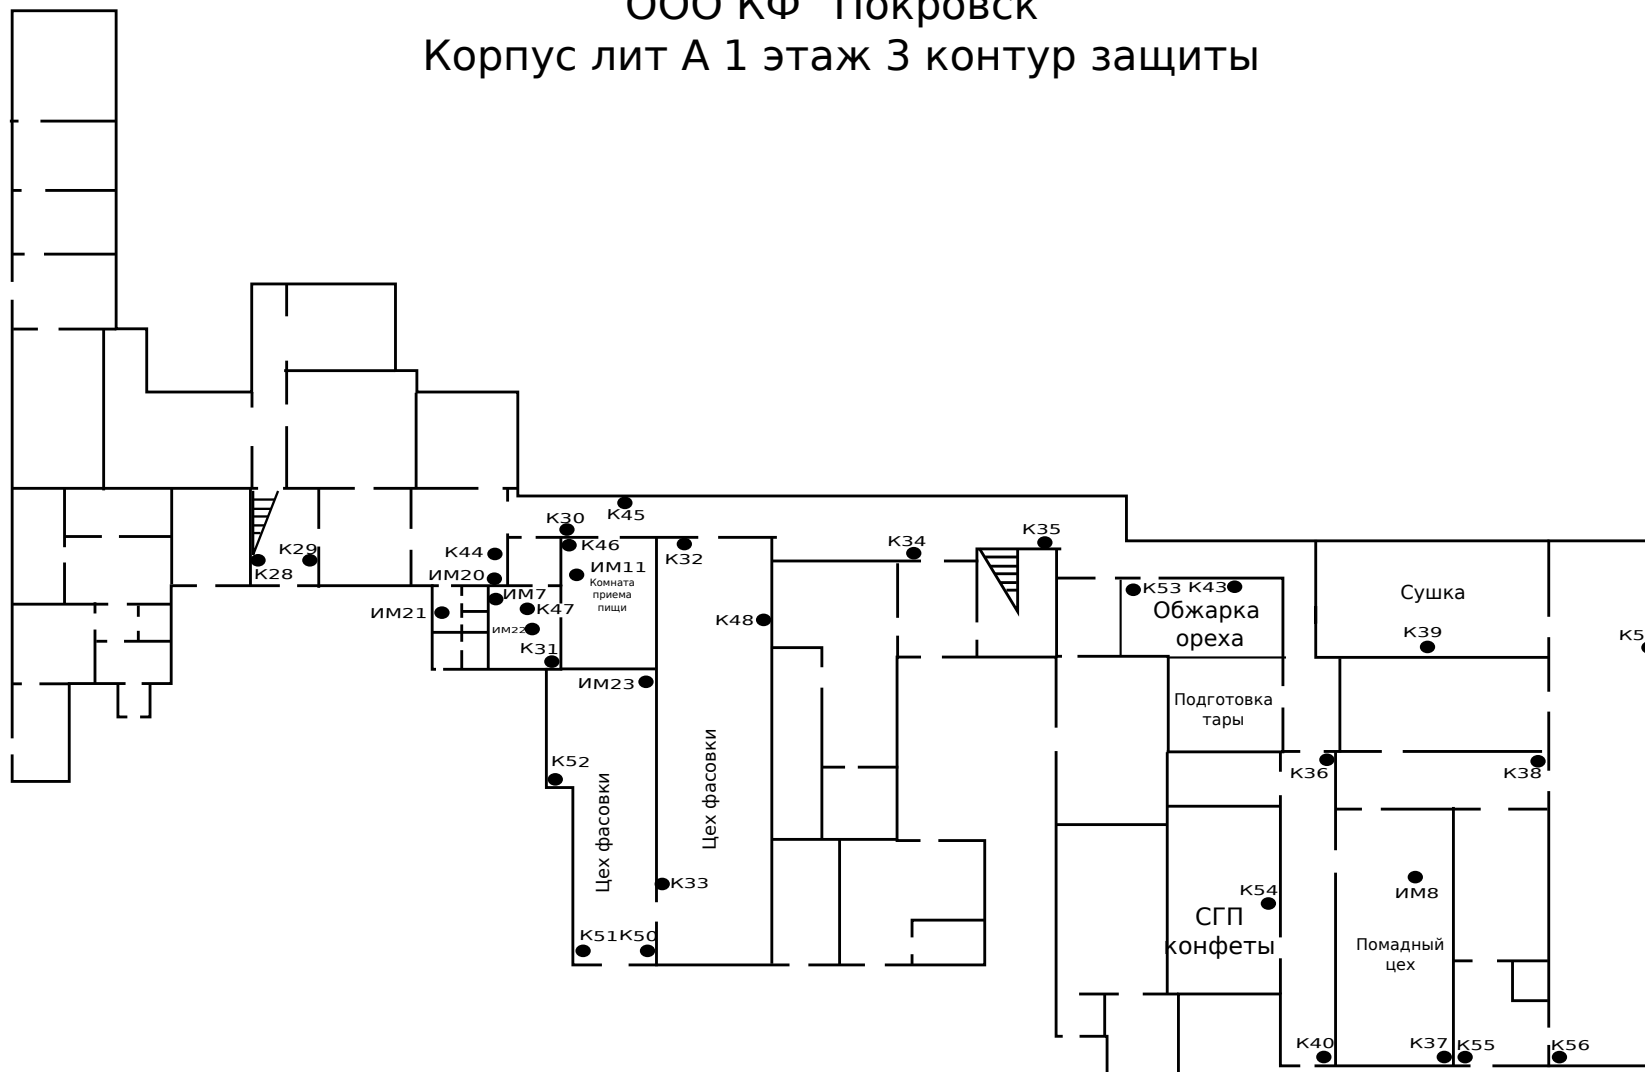 ООО КФ "Покровск"
Корпус лит А 1 этаж 3 контур защиты
К45
К30
К46
К32
К34
К35
К29
К28
К44
ИМ20
ИМ11
Комната
приема
пищи
ИМ7
К47
ИМ21
ИМ22
К31
К48
ИМ23
К52
Цех фасовки
Цех фасовки
К33
К51
К50
К53
К43
Обжарка
ореха
Сушка
К39
Подготовка
тары
К36
К38
К54
СГП
конфеты
ИМ8
Помадный
цех
К40
К37
К55
К56